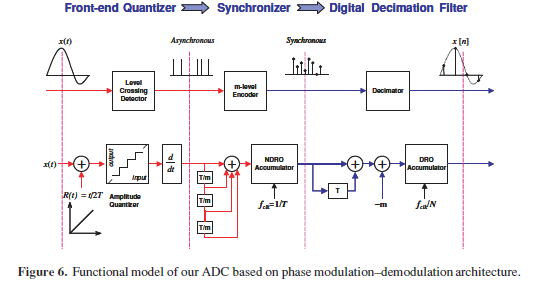 Front-end Quantizer Synchronizer Digital Decimation Filter
x(t) Asynchronous Synchronous x [n]
Level Crossing Detector
m-level Encoder
Decimator
x(t)
+
output
Input
d
dt
T/m
T/m
T/m
+
NDRO Accumulator
T
+
+
DRO Accumulator
R(t) = t/2T
Amplitude Quantizer
fclk=1/T
–m
fclk/N
Figure 6. Functional model of our ADC based on phase modulation–demodulation architecture.